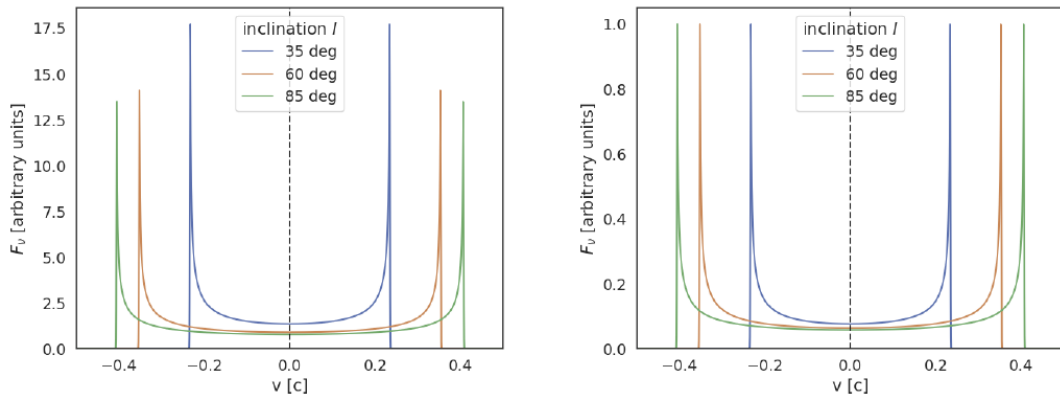 17.5
15.0
12.5
10.0
7.5
5.0
2.5
0.0
F_ν [arbitrary units]
inclination I
35 deg
60 deg
85 deg
−0.4 −0.2 0.0 0.2 0.4
v [c]
1.0
0.8
0.6
0.4
0.2
0.0
F_ν [arbitrary units]
inclination I
35 deg
60 deg
85 deg
−0.4 −0.2 0.0 0.2 0.4
v [c]